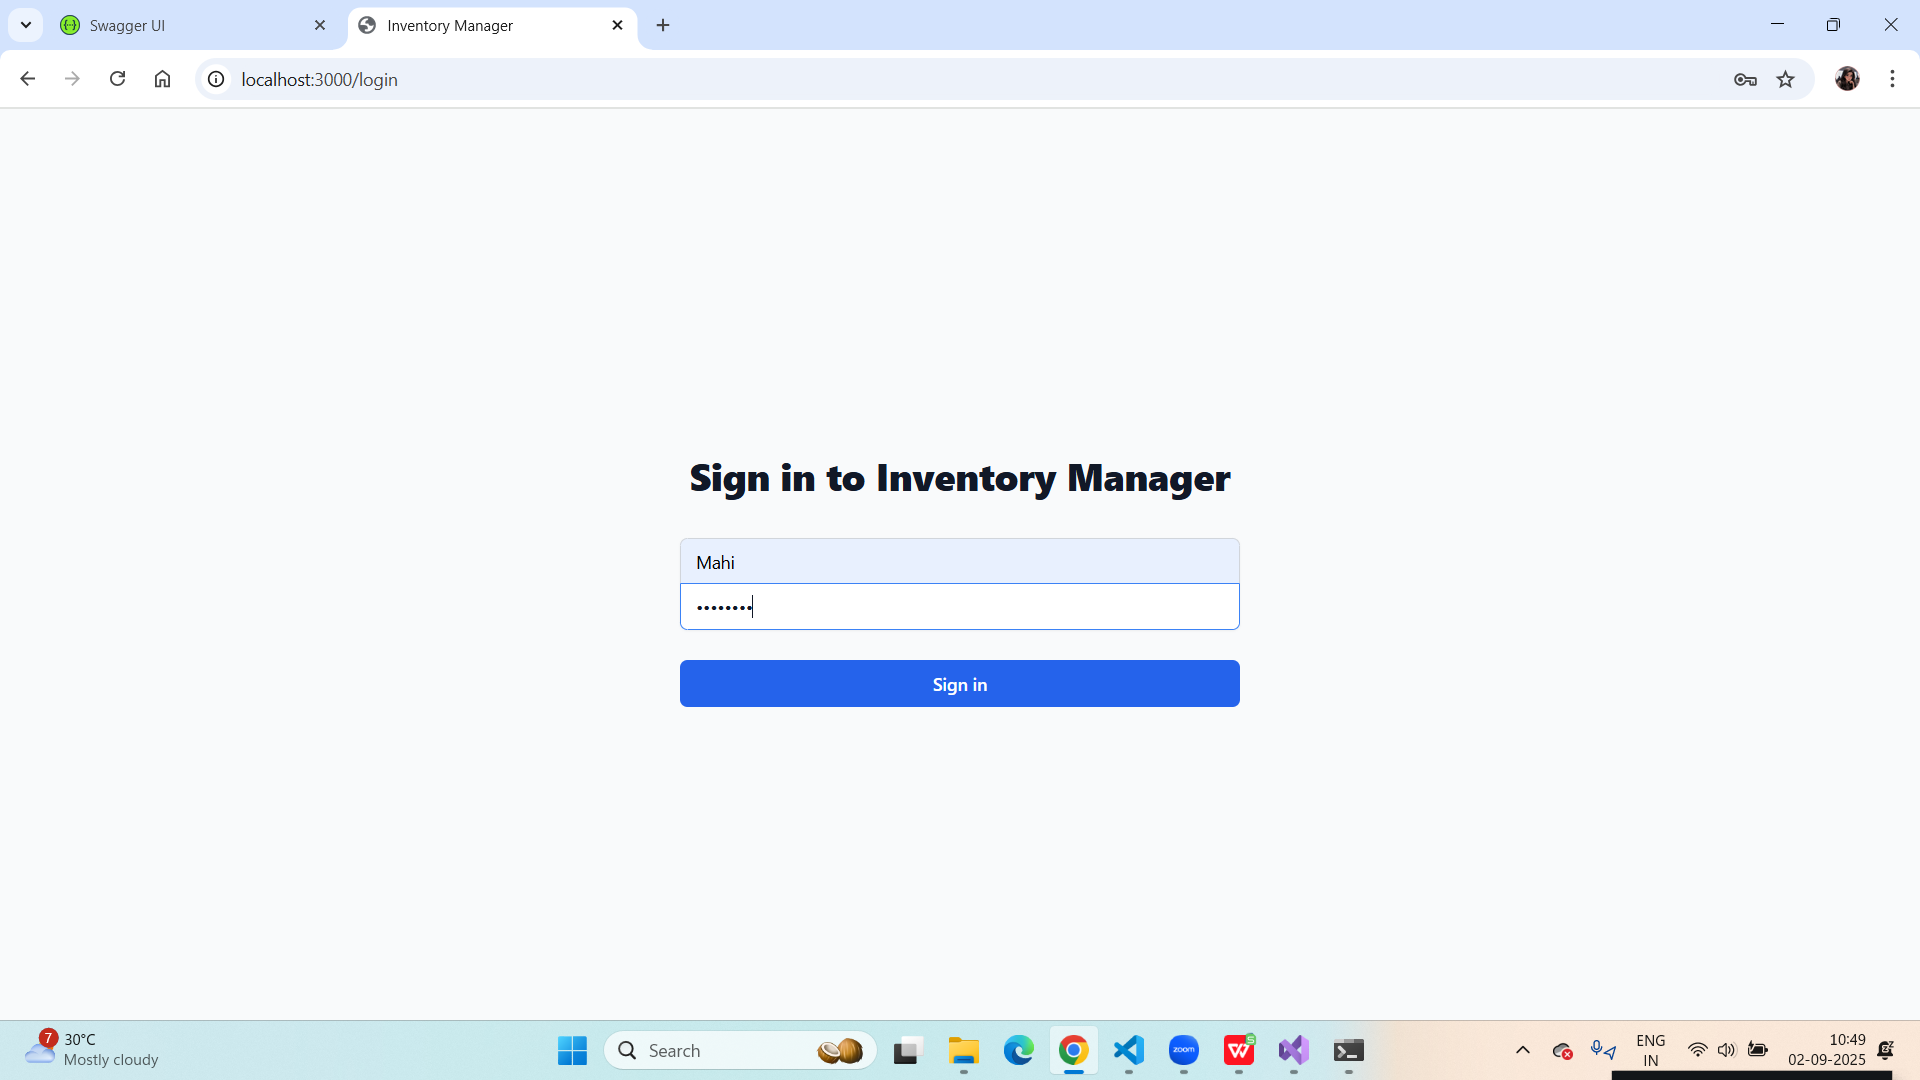 Swagger UI
Inventory Manager
localhost:3000/login
Sign in to Inventory Manager
Mahi
••••••••
Sign in
7
30°C
Mostly cloudy
Search
zoom
W
S
ENG
IN
10:49
02-09-2025